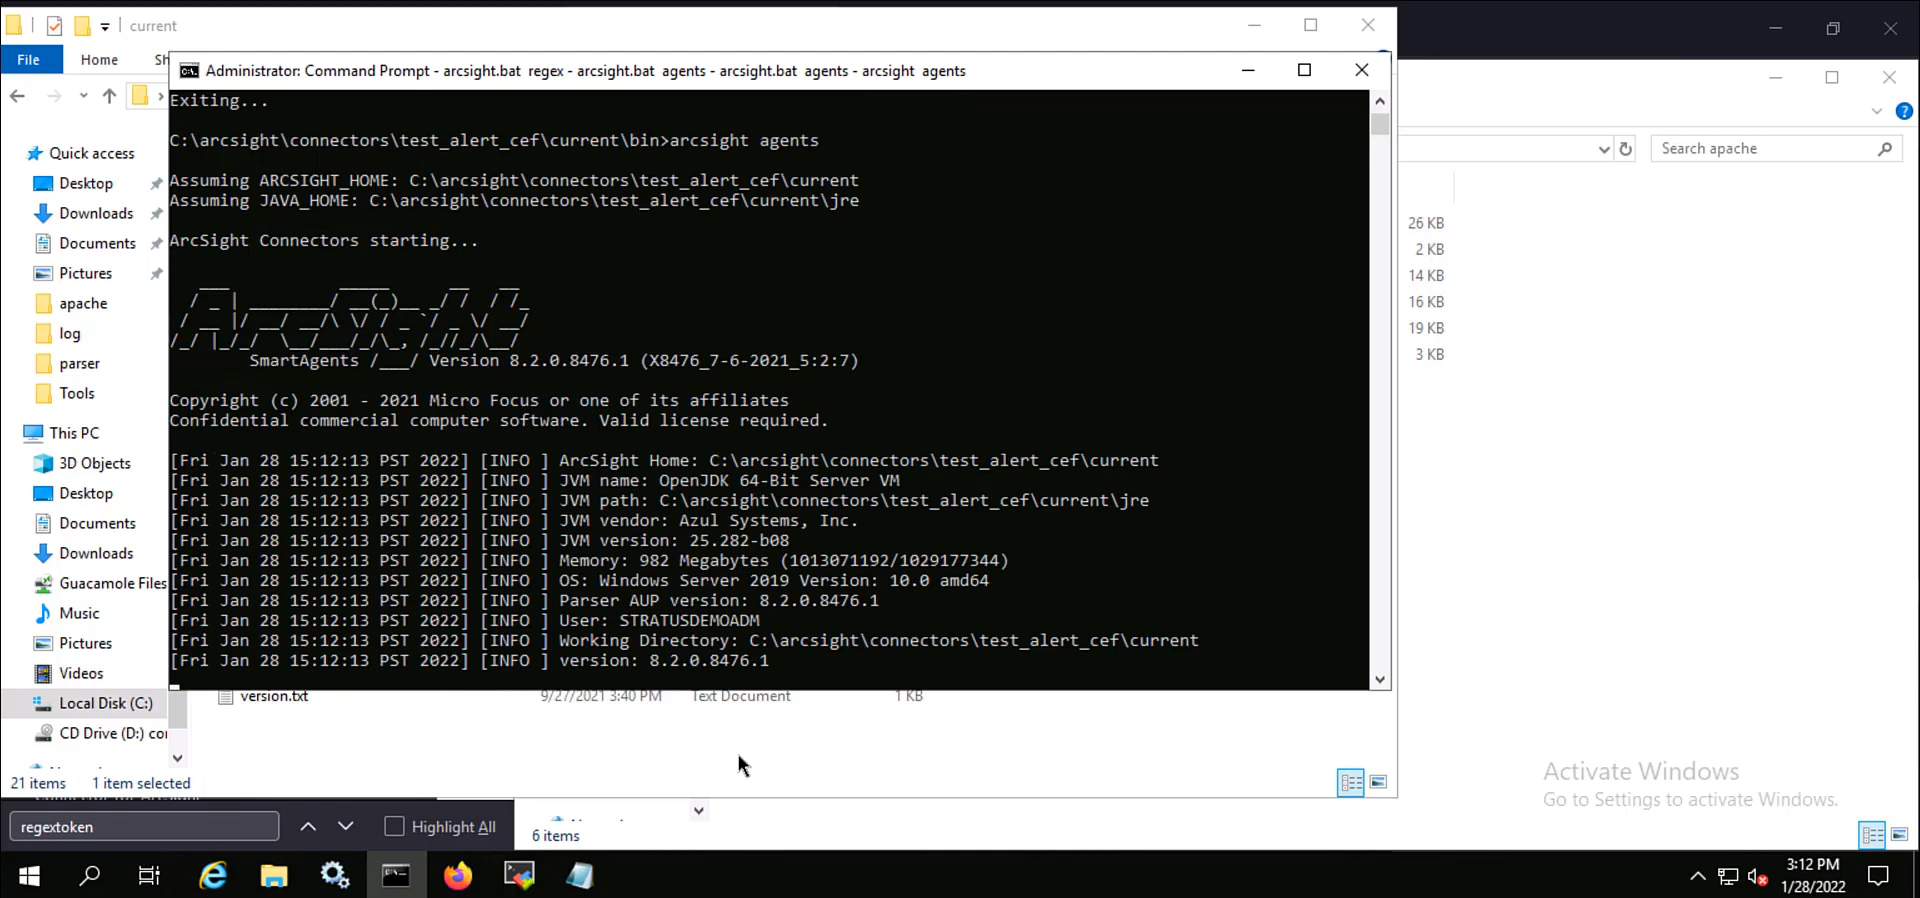 current
File
Home
Sh
Administrator: Command Prompt - arcsight.bat regex - arcsight.bat agents - arcsight.bat agents - arcsight agents
Exiting...
C:\arcsight\connectors\test_alert_cef\current\bin>arcsight agents
Assuming ARCSIGHT_HOME: C:\arcsight\connectors\test_alert_cef\current
Assuming JAVA_HOME: C:\arcsight\connectors\test_alert_cef\current\jre
ArcSight Connectors starting...
ArcSight
SmartAgents /___/ Version 8.2.0.8476.1 (X8476_7-6-2021_5:2:7)
Copyright (c) 2001 - 2021 Micro Focus or one of its affiliates
Confidential commercial computer software. Valid license required.
[Fri Jan 28 15:12:13 PST 2022] [INFO ] ArcSight Home: C:\arcsight\connectors\test_alert_cef\current
[Fri Jan 28 15:12:13 PST 2022] [INFO ] JVM name: OpenJDK 64-Bit Server VM
[Fri Jan 28 15:12:13 PST 2022] [INFO ] JVM path: C:\arcsight\connectors\test_alert_cef\current\jre
[Fri Jan 28 15:12:13 PST 2022] [INFO ] JVM vendor: Azul Systems, Inc.
[Fri Jan 28 15:12:13 PST 2022] [INFO ] JVM version: 25.282-b08
[Fri Jan 28 15:12:13 PST 2022] [INFO ] Memory: 982 Megabytes (1013071192/1029177344)
[Fri Jan 28 15:12:13 PST 2022] [INFO ] OS: Windows Server 2019 Version: 10.0 amd64
[Fri Jan 28 15:12:13 PST 2022] [INFO ] Parser AUP version: 8.2.0.8476.1
[Fri Jan 28 15:12:13 PST 2022] [INFO ] User: STRATUSDEMOADM
[Fri Jan 28 15:12:13 PST 2022] [INFO ] Working Directory: C:\arcsight\connectors\test_alert_cef\current
[Fri Jan 28 15:12:13 PST 2022] [INFO ] version: 8.2.0.8476.1
Quick access
Desktop
Downloads
Documents
Pictures
apache
log
parser
Tools
This PC
3D Objects
Desktop
Documents
Downloads
Guacamole Files
Music
Pictures
Videos
Local Disk (C:)
CD Drive (D:) co
version.txt 9/27/2021 3:40 PM Text Document 1 KB
21 items 1 item selected
Search apache
26 KB
2 KB
14 KB
16 KB
19 KB
3 KB
Activate Windows
Go to Settings to activate Windows.
regextoken
Highlight All
6 items
3:12 PM
1/28/2022